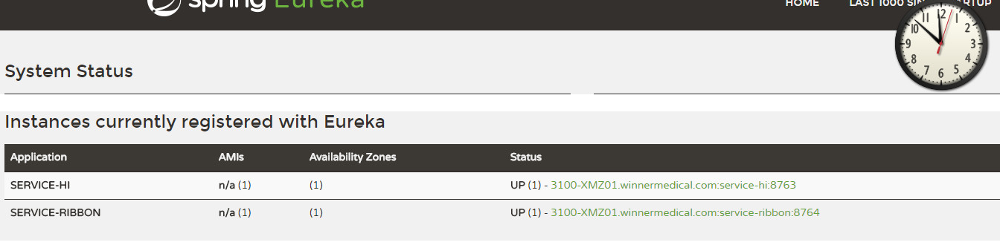 spring Eureka
HOME LAST 1000 SIN RTUP
System Status
Instances currently registered with Eureka
Application AMIs Availability Zones Status
SERVICE-HI n/a (1) (1) UP (1) - 3100-XMZ01.winnermedical.com:service-hi:8763
SERVICE-RIBBON n/a (1) (1) UP (1) - 3100-XMZ01.winnermedical.com:service-ribbon:8764
11 12 1
10 2
9 3
8 4
7 6 5